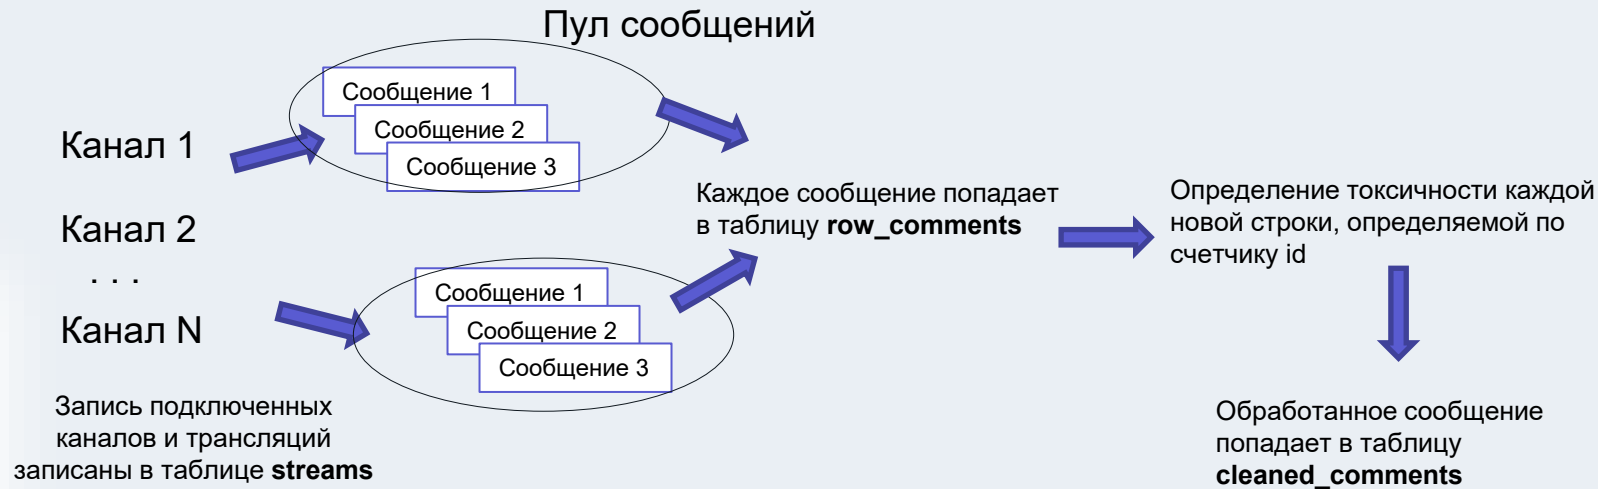 Пул сообщений
Канал 1
Канал 2
. . .
Канал N
Запись подключенных
каналов и трансляций
записаны в таблице streams
Сообщение 1
Сообщение 2
Сообщение 3
Сообщение 1
Сообщение 2
Сообщение 3
Каждое сообщение попадает
в таблицу row_comments
Определение токсичности каждой
новой строки, определяемой по
счетчику id
Обработанное сообщение
попадает в таблицу
cleaned_comments